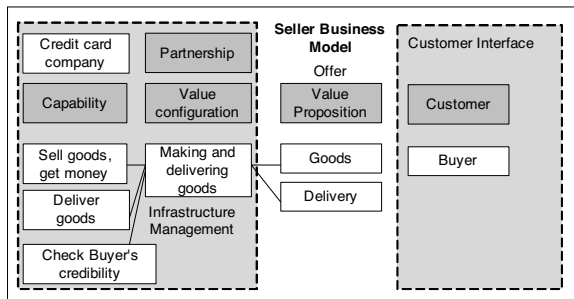 Seller Business
Model
Credit card
company
Partnership
Offer
Customer Interface
Capability
Value
configuration
Value
Proposition
Customer
Sell goods,
get money
Making and
delivering
goods
Goods
Buyer
Deliver
goods
Delivery
Infrastructure
Management
Check Buyer's
credibility